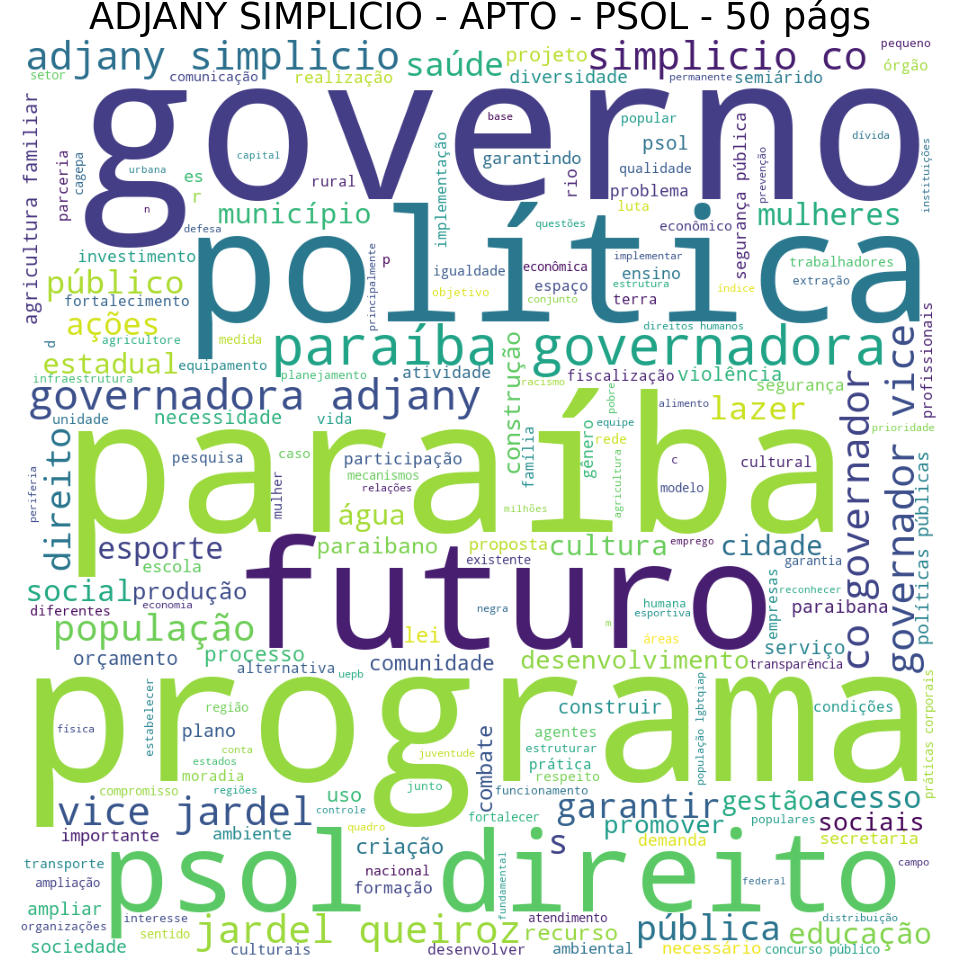 ADJANY SIMPLICIO - APTO - PSOL - 50 págs
adjany simplicio
saúde
projeto
simplicio co
pequeno
órgão
setor
comunicação
realização
diversidade
permanente
semiárido
governo
base
popular
dívida
agricultura familiar
parceria
cagepa
urbana
capital
implementação
garantindo
psol
qualidade
segurança pública
prevenção
instituições
es
r
rural
rio
problema
n
município
luta
mulheres
defesa
questões
econômico
política
investimento
público
fortalecimento
principalmente
p
igualdade
econômica
implementar
ensino
trabalhadores
objetivo
espaço
estrutura
extração
conjunto
terra
índice
ações
agricultore
medida
direitos humanos
d
paraíba governadora
estadual
equipamento
atividade
construção
fiscalização
violência
profissionais
infraestrutura
planejamento
racismo
segurança
governadora adjany
pobre
alimento
lazer
co governador
governador vice
unidade
necessidade
vida
família
gênero
equipe
rede
prioridade
direito
paraíba
pesquisa
caso
participação
mecanismos
relações
c
cultural
modelo
agricultura
políticas públicas
periferia
mulher
milhões
água
esporte
futuro
paraibano
proposta
existente
cultura
emprego
cidade
garantia
escola
social
produção
humana
esportiva
empresas
reconhecer
diferentes
economia
negra
m
paraibana
população
lei
áreas
serviço
orçamento
processo
alternativa
uepb
comunidade
desenvolvimento
transparência
programa
estabelecer
região
construir
população lgbtqiap
condições
práticas corporais
física
plano
conta
estados
combate
agentes
estruturar
moradia
juventude
prática
respeito
compromisso
regiões
uso
junto
funcionamento
vice jardel
controle
fortalecer
garantir
gestão
acesso
importante
ambiente
quadro
promover
populares
sociais
s
demanda
secretaria
criação
psol direito
transporte
nacional
campo
ampliação
formação
fundamental
federal
ampliar
interesse
atendimento
distribuição
organizações
sentido
jardel queiroz
recurso
pública
educação
sociedade
culturais
desenvolver
ambiental
necessário
concurso público